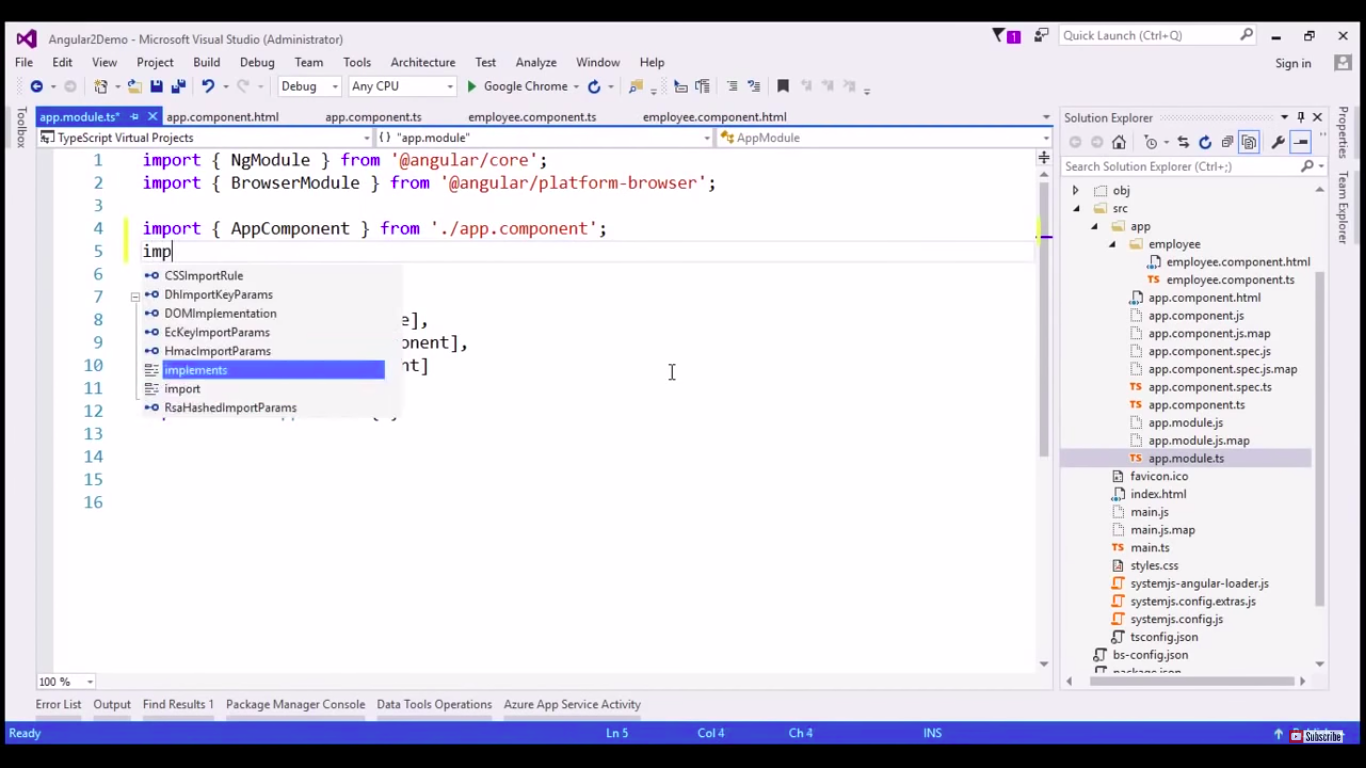 Angular2Demo - Microsoft Visual Studio (Administrator)
1
Quick Launch (Ctrl+Q)
File Edit View Project Build Debug Team Tools Architecture Test Analyze Window Help
Sign in
Debug Any CPU Google Chrome
Toolbox
app.module.ts* app.component.html app.component.ts employee.component.ts employee.component.html
TypeScript Virtual Projects {} "app.module" AppModule
1 import { NgModule } from '@angular/core';
2 import { BrowserModule } from '@angular/platform-browser';
3
4 import { AppComponent } from './app.component';
5 imp
6
7
8 e],
9 onent],
10 nt]
11
12
13
14
15
16
CSSImportRule
DhImportKeyParams
DOMImplementation
EcKeyImportParams
HmacImportParams
implements
import
RsaHashedImportParams
100 %
Solution Explorer
Search Solution Explorer (Ctrl+;)
obj
src
app
employee
employee.component.html
TS employee.component.ts
app.component.html
app.component.js
app.component.js.map
app.component.spec.js
app.component.spec.js.map
TS app.component.spec.ts
TS app.component.ts
app.module.js
app.module.js.map
TS app.module.ts
favicon.ico
index.html
main.js
main.js.map
TS main.ts
styles.css
systemjs-angular-loader.js
systemjs.config.extras.js
systemjs.config.js
tsconfig.json
bs-config.json
package.json
Properties
Team Explorer
Error List Output Find Results 1 Package Manager Console Data Tools Operations Azure App Service Activity
Ready Ln 5 Col 4 Ch 4 INS
Subscribe